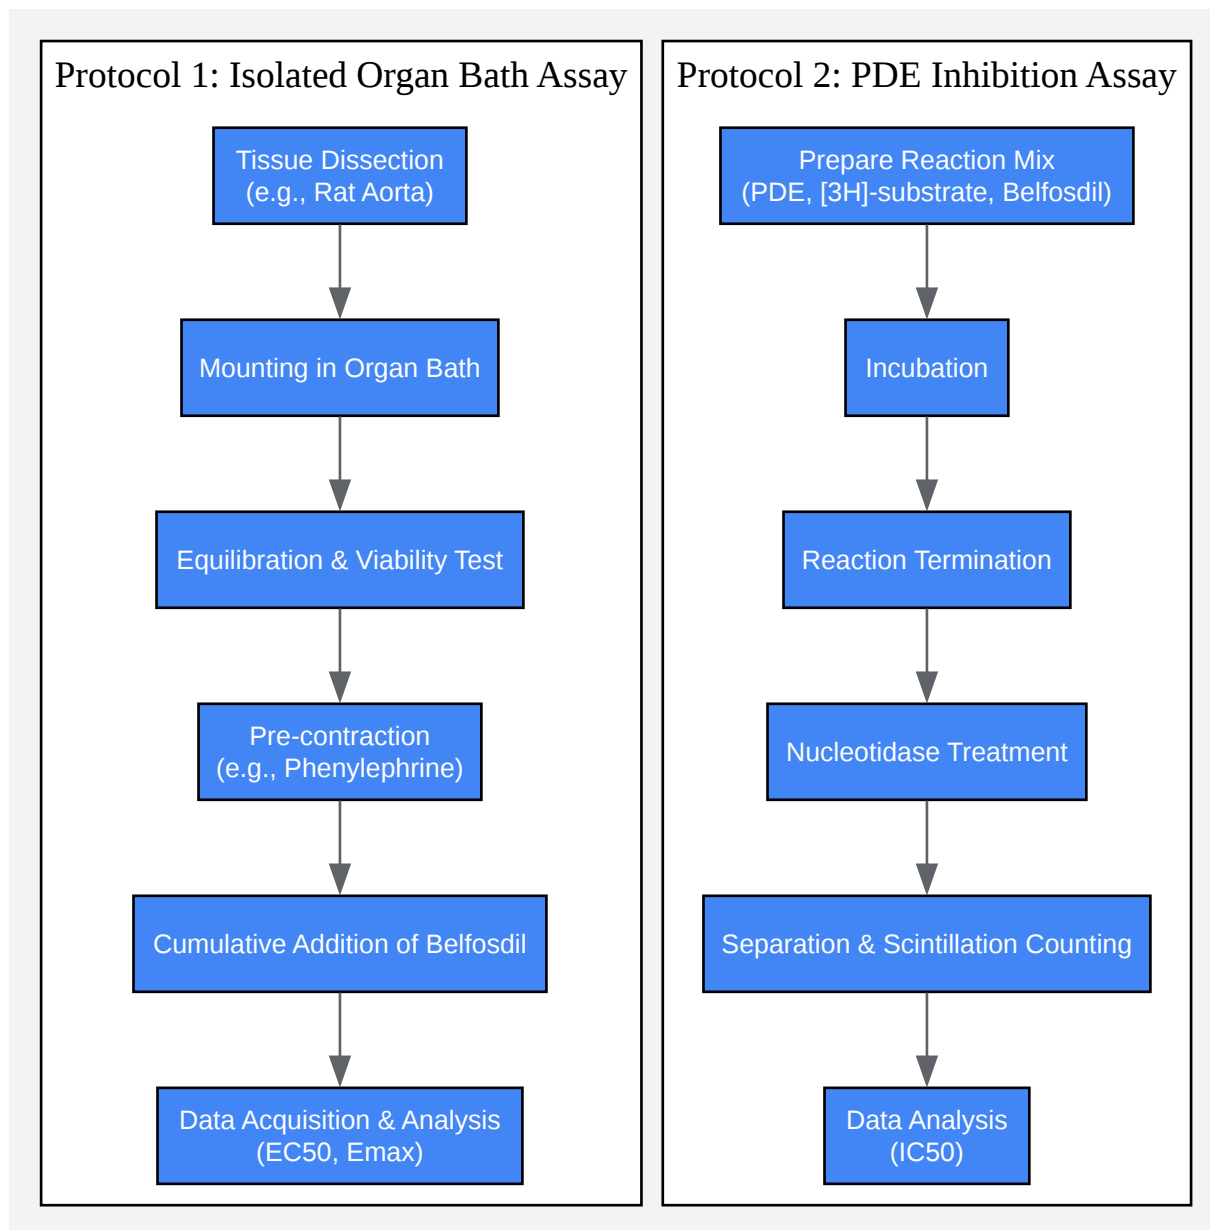 Protocol 1: Isolated Organ Bath Assay
Tissue Dissection
(e.g., Rat Aorta)
Mounting in Organ Bath
Equilibration & Viability Test
Pre-contraction
(e.g., Phenylephrine)
Cumulative Addition of Belfosdil
Data Acquisition & Analysis
(EC50, Emax)
Protocol 2: PDE Inhibition Assay
Prepare Reaction Mix
(PDE, [3H]-substrate, Belfosdil)
Incubation
Reaction Termination
Nucleotidase Treatment
Separation & Scintillation Counting
Data Analysis
(IC50)